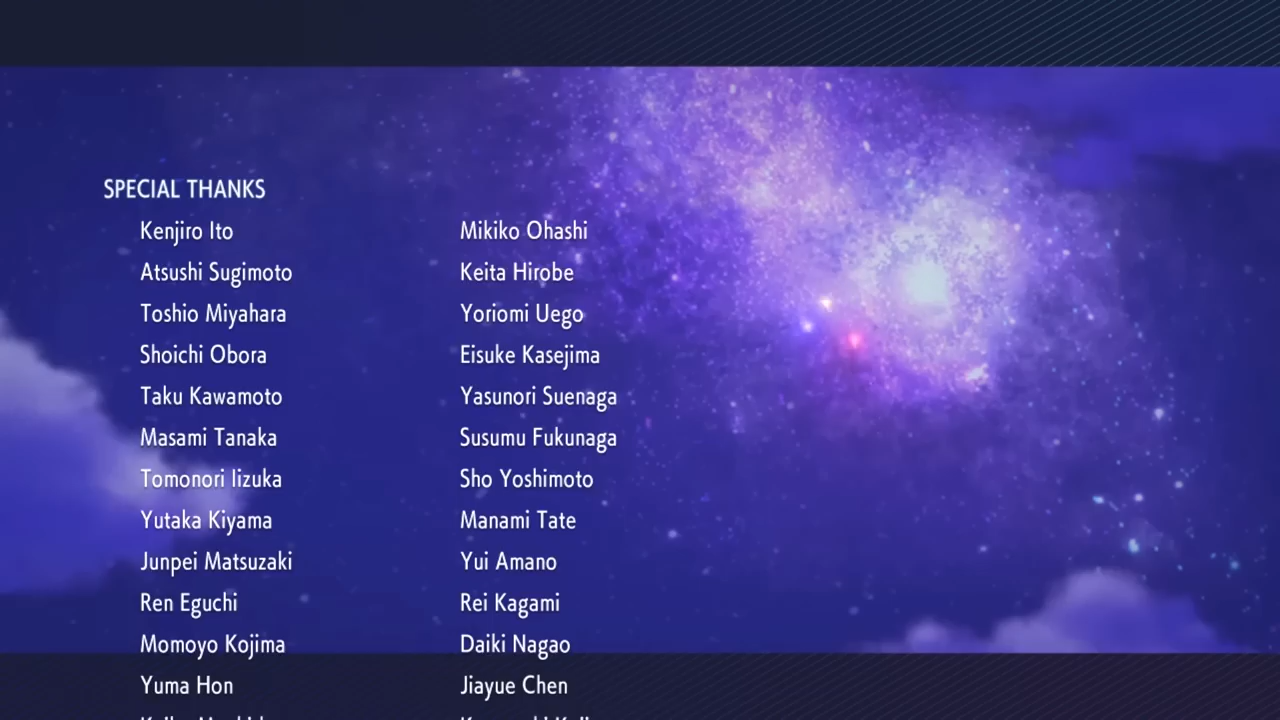 SPECIAL THANKS
Kenjiro Ito Mikiko Ohashi
Atsushi Sugimoto Keita Hirobe
Toshio Miyahara Yoriomi Uego
Shoichi Obora Eisuke Kasejima
Taku Kawamoto Yasunori Suenaga
Masami Tanaka Susumu Fukunaga
Tomonori Iizuka Sho Yoshimoto
Yutaka Kiyama Manami Tate
Junpei Matsuzaki Yui Amano
Ren Eguchi Rei Kagami
Momoyo Kojima Daiki Nagao
Yuma Hon Jiayue Chen